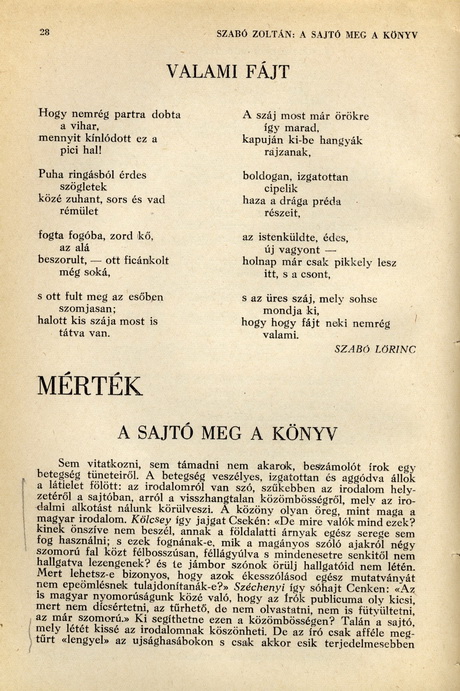 28
SZABÓ ZOLTÁN: A SAJTÓ MEG A KÖNYV
VALAMI FÁJT
Hogy nemrég partra dobta
a vihar,
mennyit kínlódott ez a
pici hal!
Puha ringásból érdes
szögletek
közé zuhant, sors és vad
rémület
fogta fogóba, zord kő,
az alá
beszorult, — ott ficánkolt
még soká,
s ott fult meg az esőben
szomjasan;
halott kis szája most is
tátva van.
A száj most már örökre
így marad,
kapuján ki-be hangyák
rajzanak,
boldogan, izgatottan
cipelik
haza a drága préda
részeit,
az istenküldte, édes,
új vagyont —
holnap már csak pikkely lesz
itt, s a csont,
s az üres száj, mely sohse
mondja ki,
hogy hogy fájt neki nemrég
valami.
SZABÓ LŐRINC
MÉRTÉK
A SAJTÓ MEG A KÖNYV
Sem vitatkozni, sem támadni nem akarok, beszámolót írok egy
betegség tüneteiről. A betegség veszélyes, izgatottan és aggódva állok
a látlelet fölött: az irodalomról van szó, szűkebben az irodalom hely-
zetéről a sajtóban, arról a visszhangtalan közömbösségről, mely az iro-
dalmi alkotást nálunk körülveszi. A közöny olyan öreg, mint maga a
magyar irodalom. Kölcsey így jajgat Csekén: «De mire valók mind ezek?
kinek önszíve nem beszél, annak a földalatti árnyak egész serege sem
fog használni; s ezek fognának-e, mik a magányos szóló ajakról négy
szomorú fal közt félbosszúsan, féllágyúlva s mindenesetre senkitől nem
hallgatva lezengenek? és te jámbor szónok örülj hallgatóid nem létén.
Mert lehetsz-e bizonyos, hogy azok ékesszólásod egész mutatványát
nem epeömlésnek tulajdonítanák-e?» Széchenyi így sóhajt Cenken: «Az
is magyar nyomorúságunk közé való, hogy az írók publicuma oly kicsi,
mert nem dicsértetni, az tűrhető, de nem olvastatni, nem is fütyültetni,
az már szomorú.» Ki segíthetne ezen a közömbösségen? Talán a sajtó,
mely létét kissé az irodalomnak köszönheti. De az író csak afféle meg-
tűrt «lengyel» az ujsághasábokon s csak akkor esik terjedelmesebben